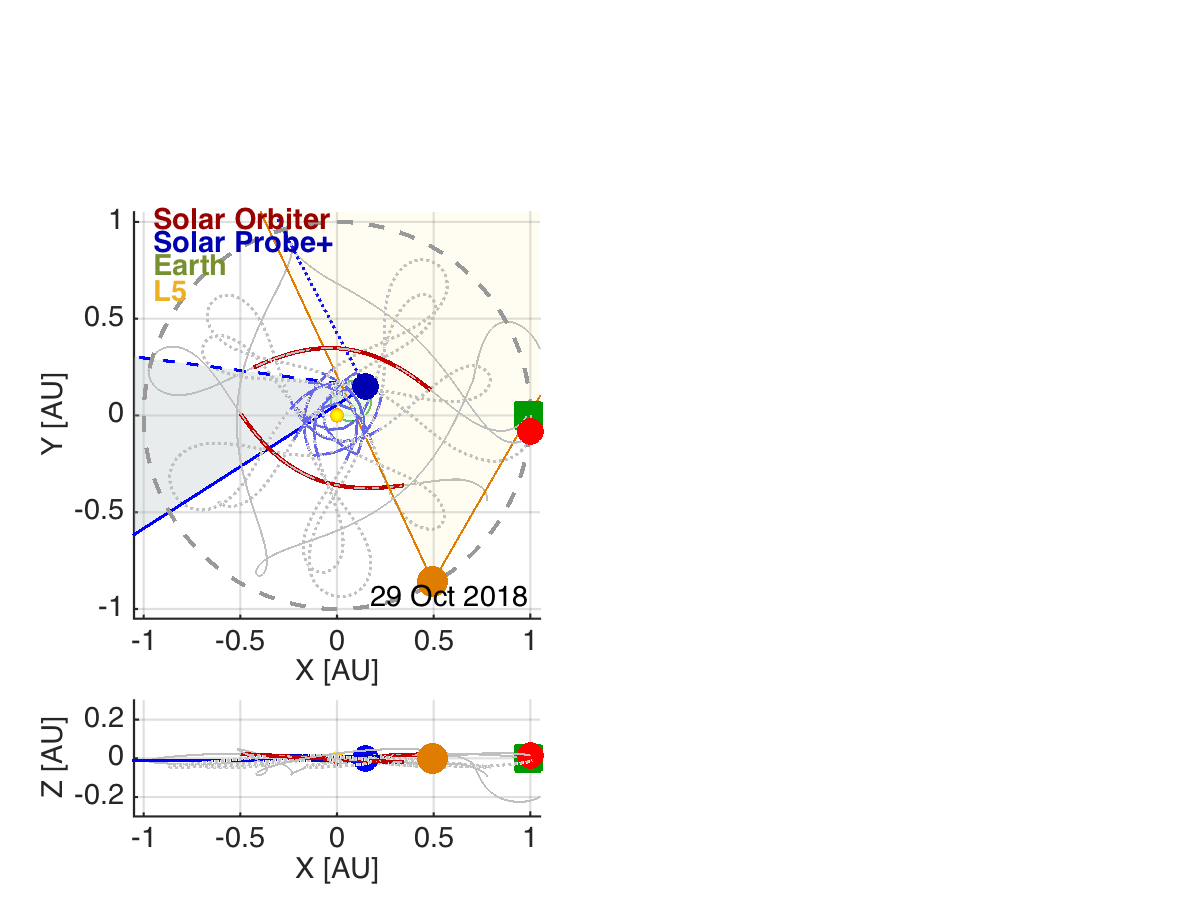 Solar Orbiter
Solar Probe+
Earth
L5
1
0.5
0
-0.5
-1
Y [AU]
29 Oct 2018
-1 -0.5 0 0.5 1
X [AU]
0.2
0
-0.2
Z [AU]
-1 -0.5 0 0.5 1
X [AU]